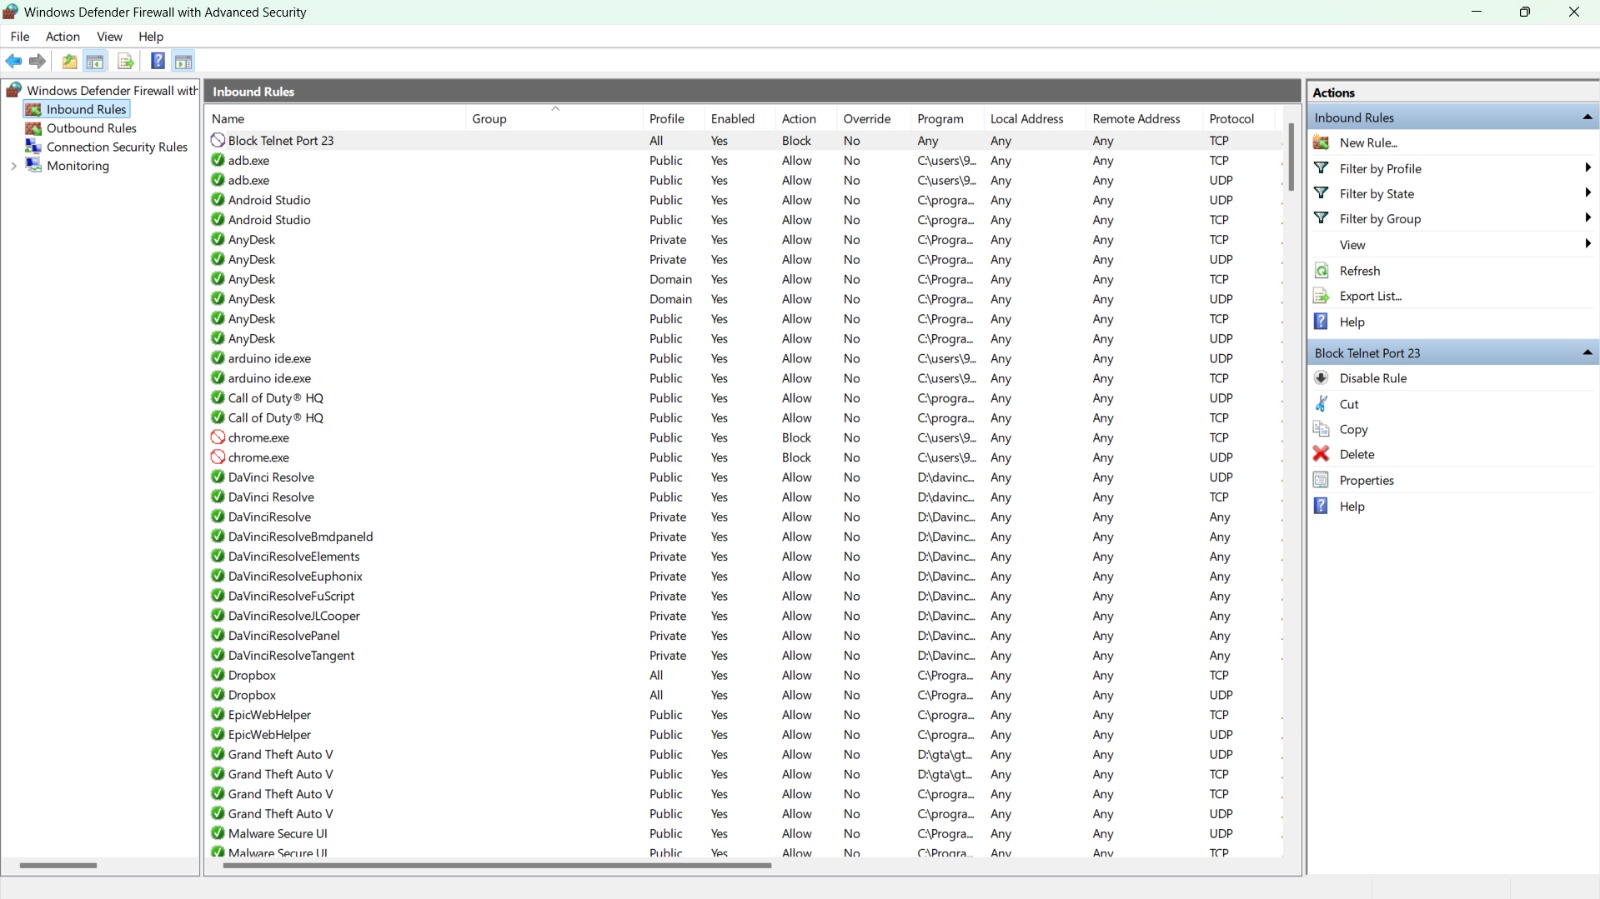 Windows Defender Firewall with Advanced Security
File Action View Help
Windows Defender Firewall with
Inbound Rules
Outbound Rules
Connection Security Rules
Monitoring
Inbound Rules
Name Group Profile Enabled Action Override Program Local Address Remote Address Protocol
Block Telnet Port 23 All Yes Block No Any Any Any TCP
adb.exe Public Yes Allow No C:\users\9... Any Any TCP
adb.exe Public Yes Allow No C:\users\9... Any Any UDP
Android Studio Public Yes Allow No C:\progra... Any Any UDP
Android Studio Public Yes Allow No C:\progra... Any Any TCP
AnyDesk Private Yes Allow No C:\Progra... Any Any TCP
AnyDesk Private Yes Allow No C:\Progra... Any Any UDP
AnyDesk Domain Yes Allow No C:\Progra... Any Any TCP
AnyDesk Domain Yes Allow No C:\Progra... Any Any UDP
AnyDesk Public Yes Allow No C:\Progra... Any Any TCP
AnyDesk Public Yes Allow No C:\Progra... Any Any UDP
arduino ide.exe Public Yes Allow No C:\users\9... Any Any UDP
arduino ide.exe Public Yes Allow No C:\users\9... Any Any TCP
Call of Duty® HQ Public Yes Allow No C:\progra... Any Any UDP
Call of Duty® HQ Public Yes Allow No C:\progra... Any Any TCP
chrome.exe Public Yes Block No C:\users\9... Any Any TCP
chrome.exe Public Yes Block No C:\users\9... Any Any UDP
DaVinci Resolve Public Yes Allow No D:\davinc... Any Any UDP
DaVinci Resolve Public Yes Allow No D:\davinc... Any Any TCP
DaVinciResolve Private Yes Allow No D:\Davinc... Any Any Any
DaVinciResolveBmdpaneld Private Yes Allow No D:\Davinc... Any Any Any
DaVinciResolveElements Private Yes Allow No D:\Davinc... Any Any Any
DaVinciResolveEuphonix Private Yes Allow No D:\Davinc... Any Any Any
DaVinciResolveFuScript Private Yes Allow No D:\Davinc... Any Any Any
DaVinciResolveJLCooper Private Yes Allow No D:\Davinc... Any Any Any
DaVinciResolvePanel Private Yes Allow No D:\Davinc... Any Any Any
DaVinciResolveTangent Private Yes Allow No D:\Davinc... Any Any Any
Dropbox All Yes Allow No C:\Progra... Any Any TCP
Dropbox All Yes Allow No C:\Progra... Any Any UDP
EpicWebHelper Public Yes Allow No C:\progra... Any Any TCP
EpicWebHelper Public Yes Allow No C:\progra... Any Any UDP
Grand Theft Auto V Public Yes Allow No D:\gta\gt... Any Any UDP
Grand Theft Auto V Public Yes Allow No D:\gta\gt... Any Any TCP
Grand Theft Auto V Public Yes Allow No C:\progra... Any Any TCP
Grand Theft Auto V Public Yes Allow No C:\progra... Any Any UDP
Malware Secure UI Public Yes Allow No C:\Progra... Any Any UDP
Malware Secure UI Public Yes Allow No C:\Progra... Any Any TCP
Actions
Inbound Rules
New Rule...
Filter by Profile
Filter by State
Filter by Group
View
Refresh
Export List...
Help
Block Telnet Port 23
Disable Rule
Cut
Copy
Delete
Properties
Help